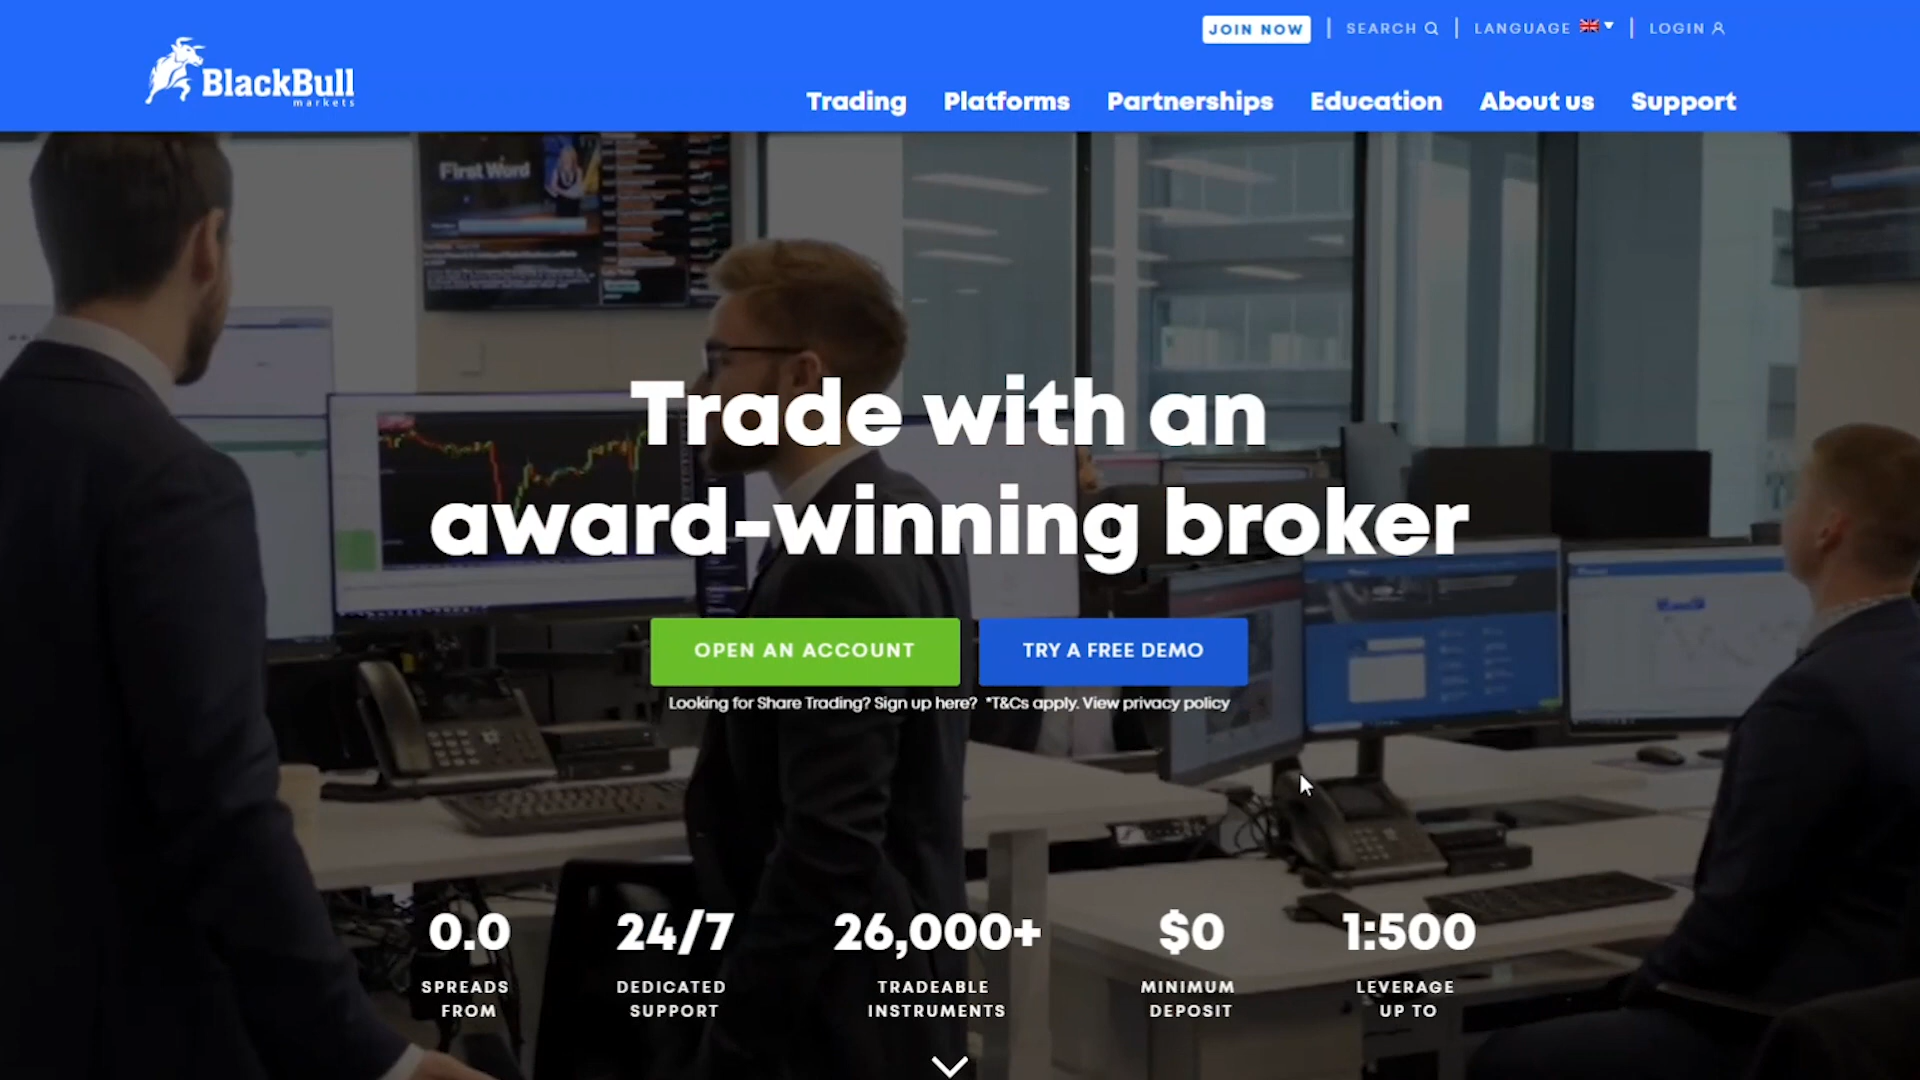 JOIN NOW
SEARCH
LANGUAGE
LOGIN
BlackBull
markets
Trading
Platforms
Partnerships
Education
About us
Support
First Word
Trade with an
award-winning broker
OPEN AN ACCOUNT
TRY A FREE DEMO
Looking for Share Trading? Sign up here? *T&Cs apply. View privacy policy
0.0
SPREADS
FROM
24/7
DEDICATED
SUPPORT
26,000+
TRADEABLE
INSTRUMENTS
$0
MINIMUM
DEPOSIT
1:500
LEVERAGE
UP TO